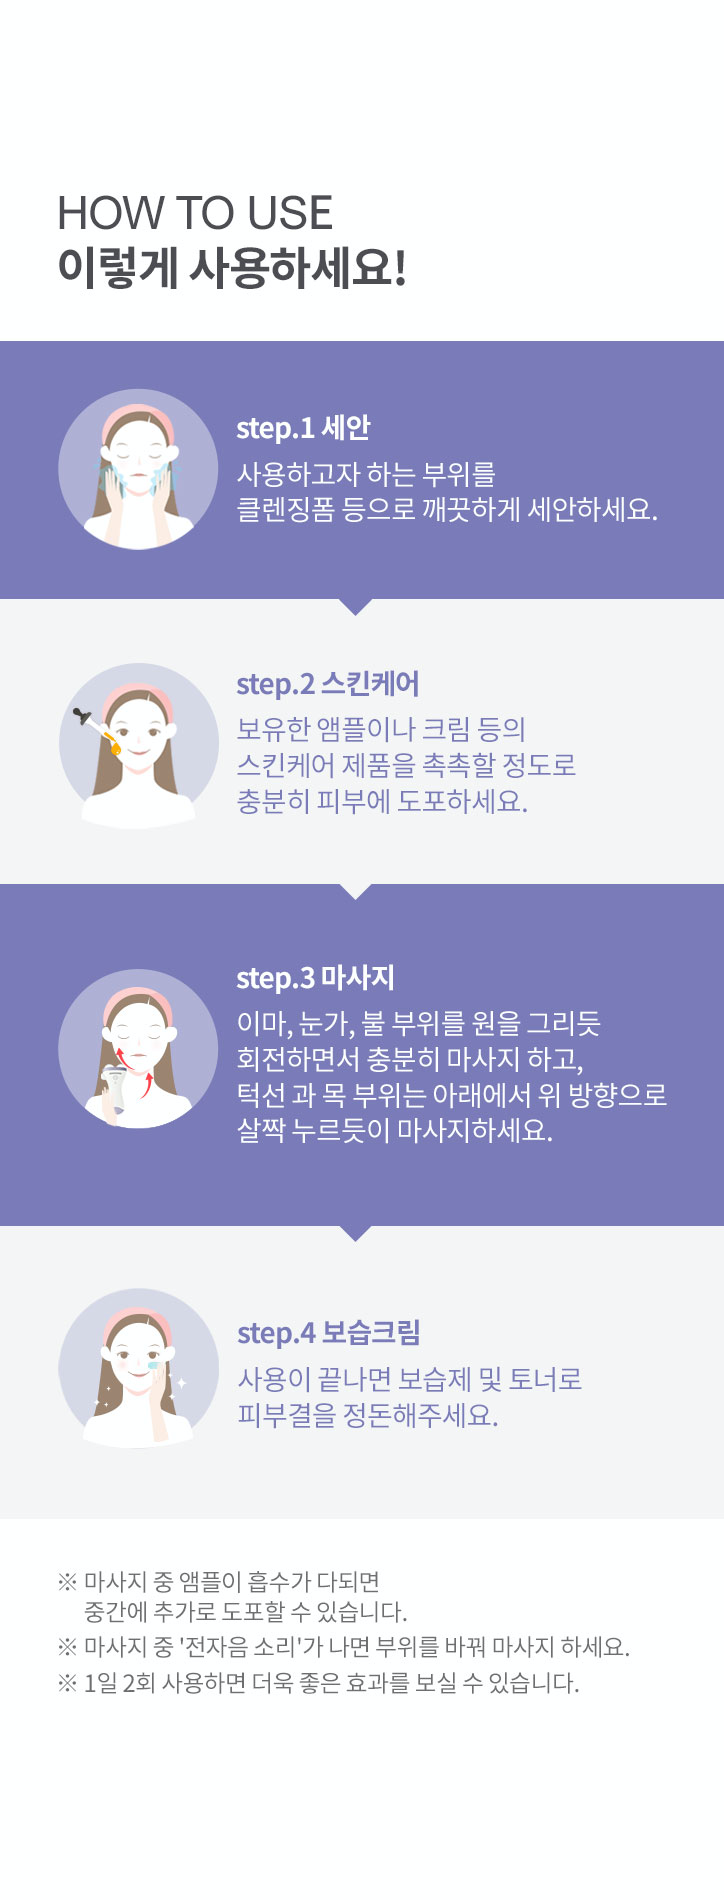 HOW TO USE
이렇게 사용하세요!
step.1 세안
사용하고자 하는 부위를
클렌징폼 등으로 깨끗하게 세안하세요.
step.2 스킨케어
보유한 앰플이나 크림 등의
스킨케어 제품을 촉촉할 정도로
충분히 피부에 도포하세요.
step.3 마사지
이마, 눈가, 볼 부위를 원을 그리듯
회전하면서 충분히 마사지 하고,
턱선 과 목 부위는 아래에서 위 방향으로
살짝 누르듯이 마사지하세요.
step.4 보습크림
사용이 끝나면 보습제 및 토너로
피부결을 정돈해주세요.
※ 마사지 중 앰플이 흡수가 다되면
중간에 추가로 도포할 수 있습니다.
※ 마사지 중 '전자음 소리'가 나면 부위를 바꿔 마사지 하세요.
※ 1일 2회 사용하면 더욱 좋은 효과를 보실 수 있습니다.